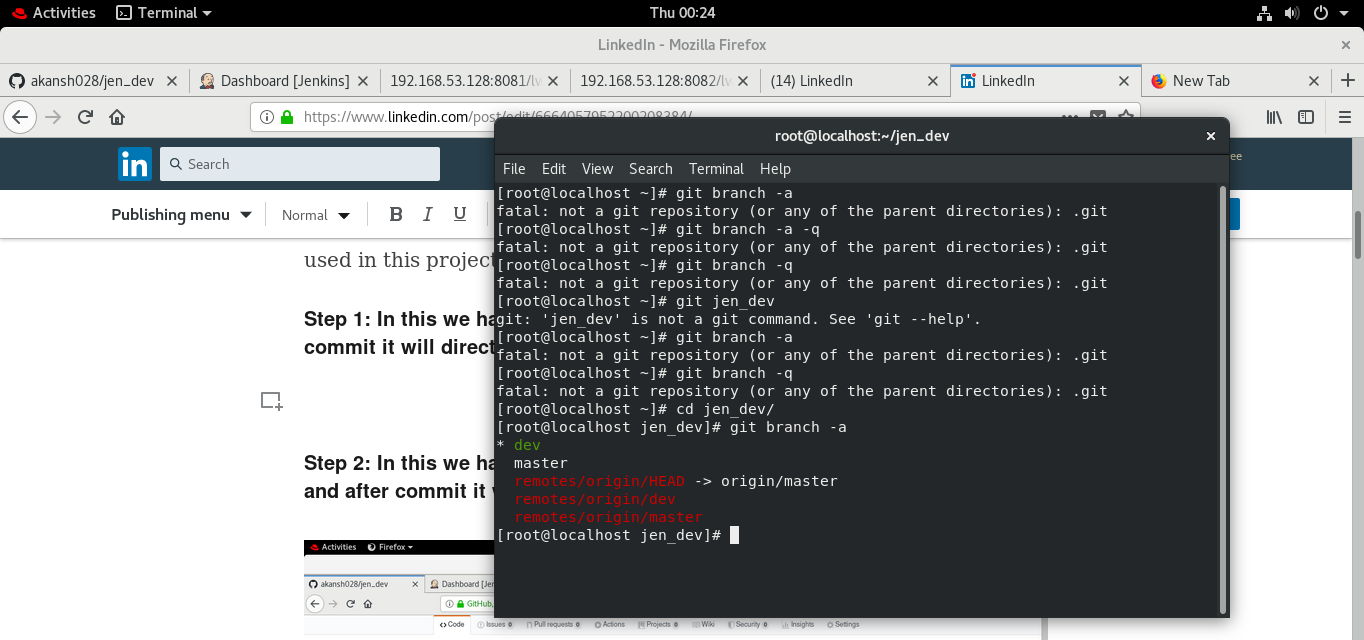 Activities Terminal Thu 00:24
LinkedIn - Mozilla Firefox
akansh028/jen_dev Dashboard [Jenkins] 192.168.53.128:8081/lw 192.168.53.128:8082/lw (14) LinkedIn LinkedIn New Tab
https://www.linkedin.com/post/edit/6664057952200208384/
root@localhost:~/jen_dev
in Search
File Edit View Search Terminal Help
Publishing menu Normal B I U
[root@localhost ~]# git branch -a
fatal: not a git repository (or any of the parent directories): .git
[root@localhost ~]# git branch -a -q
fatal: not a git repository (or any of the parent directories): .git
[root@localhost ~]# git branch -q
fatal: not a git repository (or any of the parent directories): .git
[root@localhost ~]# git jen_dev
git: 'jen_dev' is not a git command. See 'git --help'.
[root@localhost ~]# git branch -a
fatal: not a git repository (or any of the parent directories): .git
[root@localhost ~]# git branch -q
fatal: not a git repository (or any of the parent directories): .git
[root@localhost ~]# cd jen_dev/
[root@localhost jen_dev]# git branch -a
* dev
master
remotes/origin/HEAD -> origin/master
remotes/origin/dev
remotes/origin/master
[root@localhost jen_dev]#
used in this project
Step 1: In this we ha
commit it will direct
Step 2: In this we ha
and after commit it w
Activities Firefox
akansh028/jen_dev Dashboard [Jen
GitHub,
Code Issues 0 Pull requests 0 Actions Projects 0 Wiki Security 0 Insights Settings